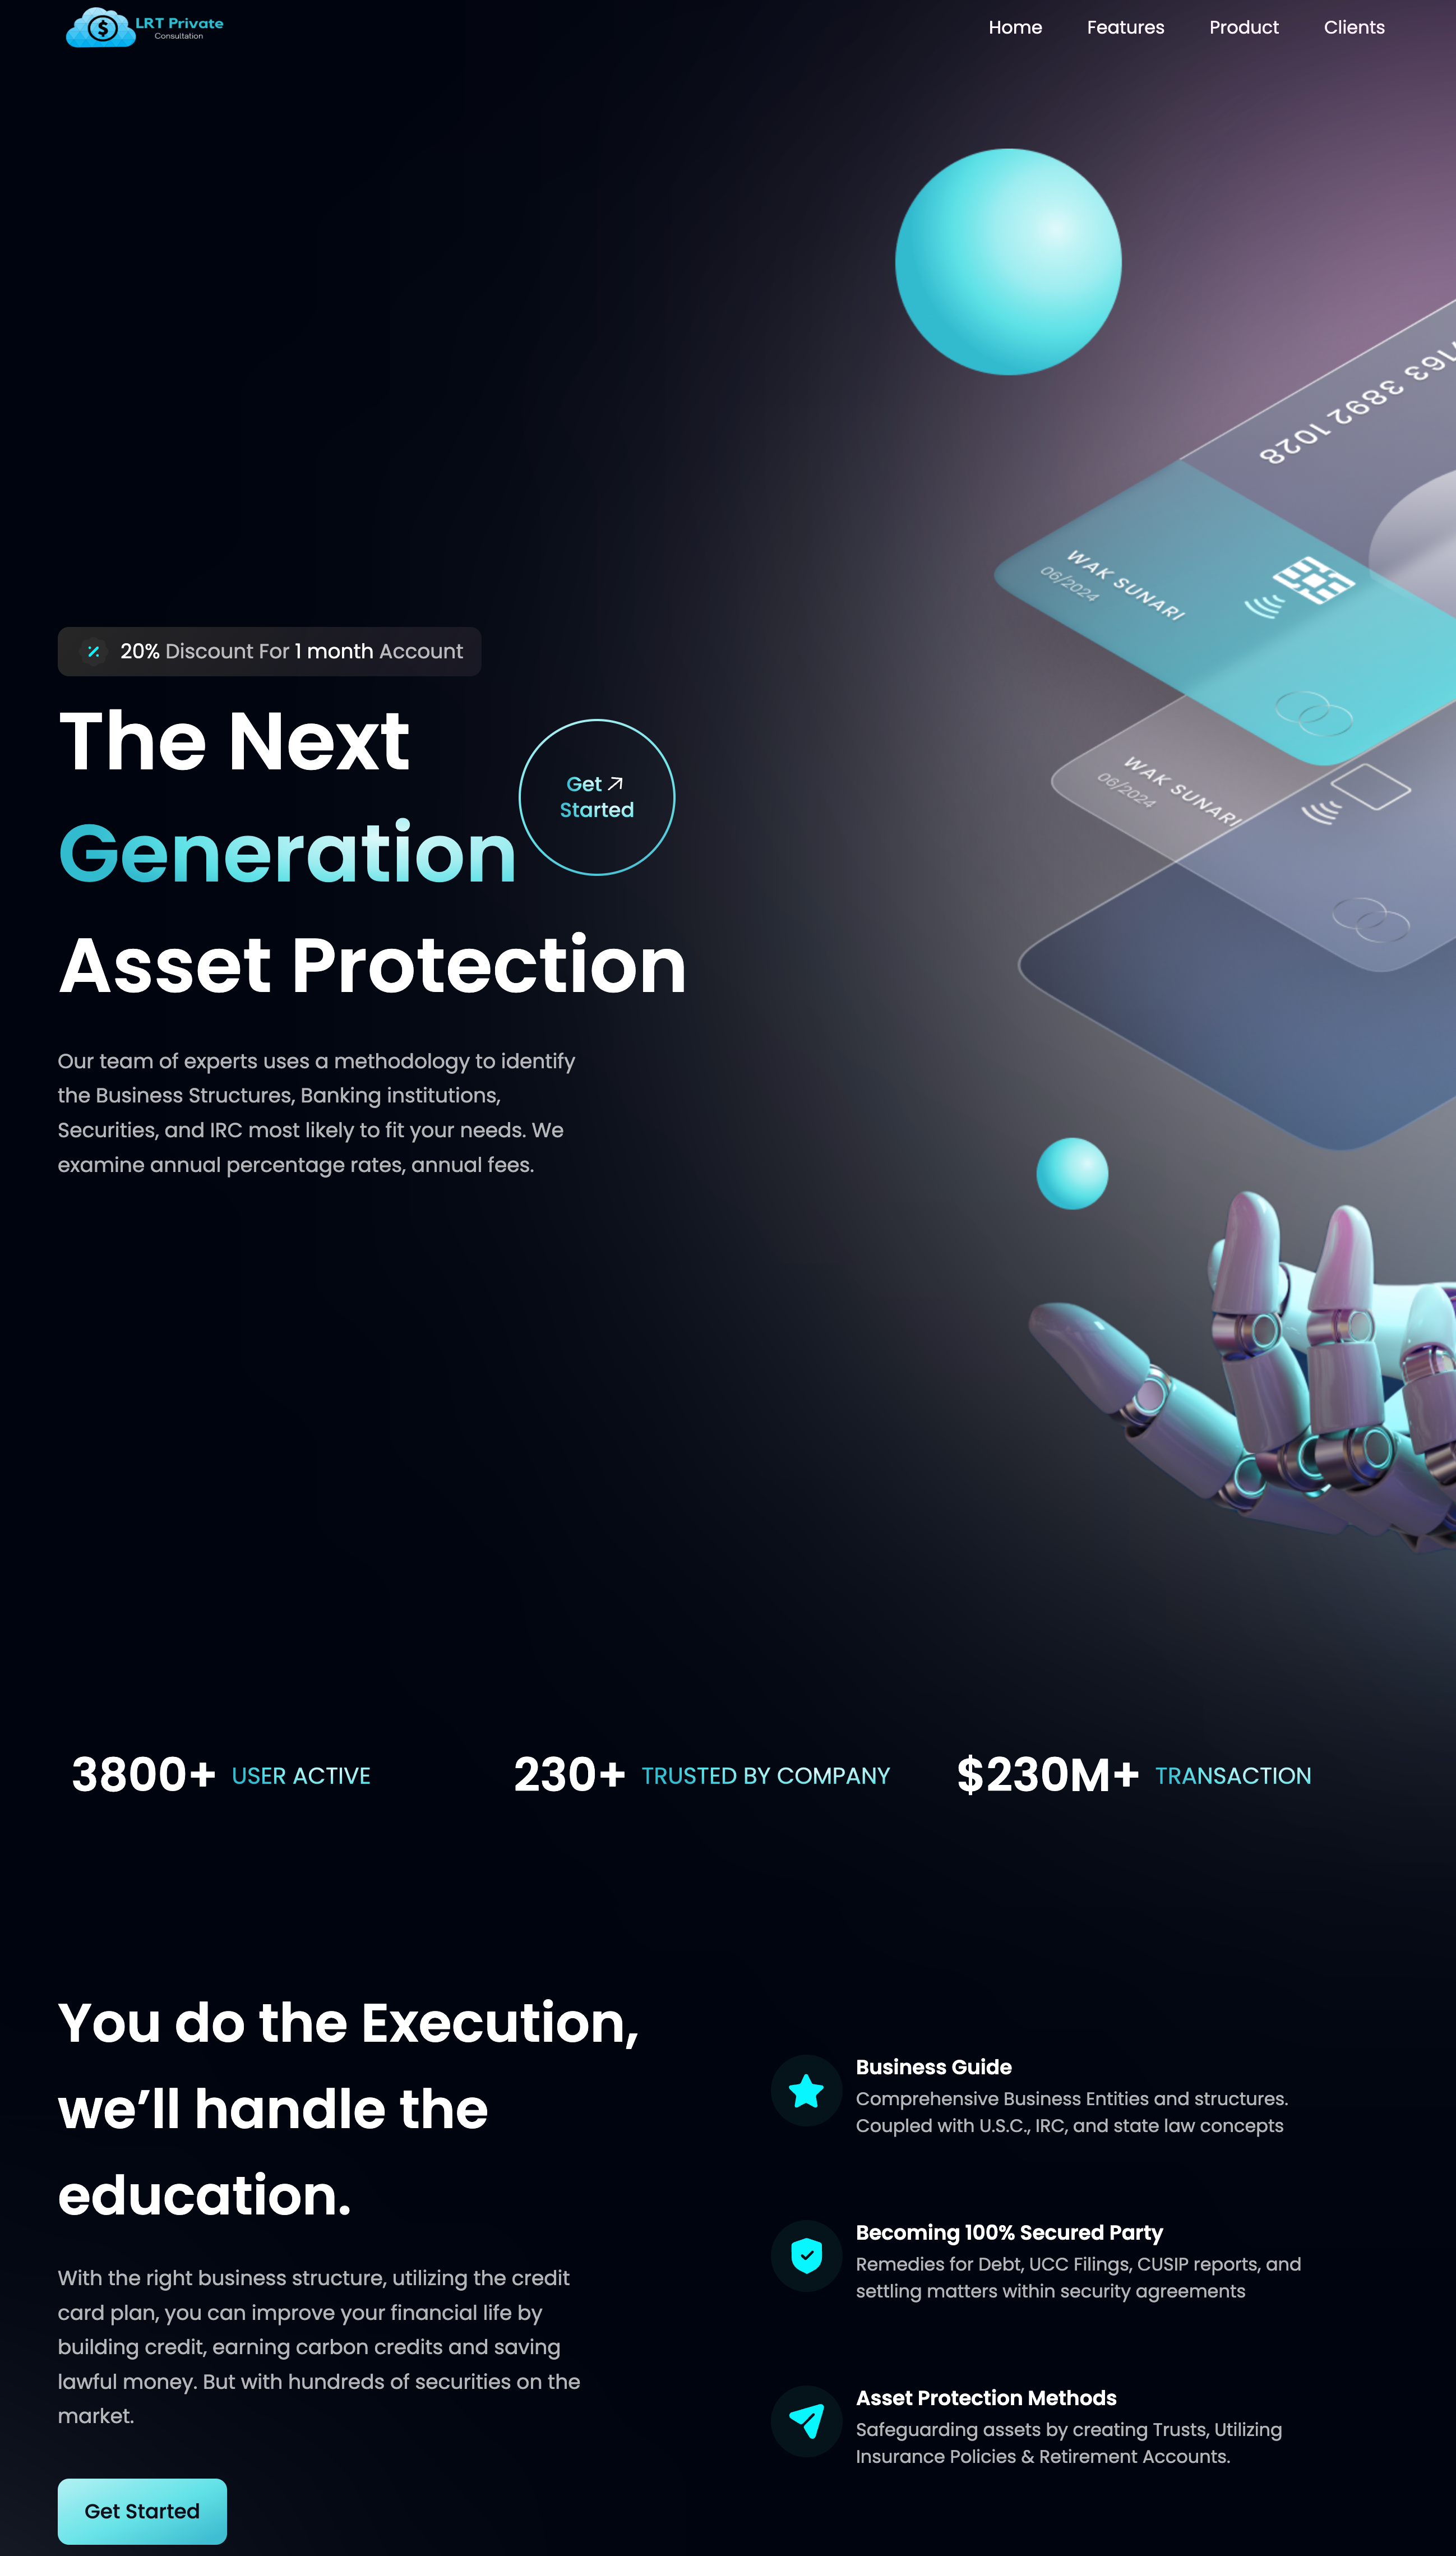 LRT Private
Consultation
Home
Features
Product
Clients
3892 1028
WAK SUNARI
06/2024
WAK SUNARI
06/2024
20% Discount For 1 month Account
The Next
Generation
Asset Protection
Get
Started
Our team of experts uses a methodology to identify
the Business Structures, Banking institutions,
Securities, and IRC most likely to fit your needs. We
examine annual percentage rates, annual fees.
3800+ USER ACTIVE
230+ TRUSTED BY COMPANY
$230M+ TRANSACTION
You do the Execution,
we’ll handle the
education.
With the right business structure, utilizing the credit
card plan, you can improve your financial life by
building credit, earning carbon credits and saving
lawful money. But with hundreds of securities on the
market.
Get Started
Business Guide
Comprehensive Business Entities and structures.
Coupled with U.S.C., IRC, and state law concepts
Becoming 100% Secured Party
Remedies for Debt, UCC Filings, CUSIP reports, and
settling matters within security agreements
Asset Protection Methods
Safeguarding assets by creating Trusts, Utilizing
Insurance Policies & Retirement Accounts.